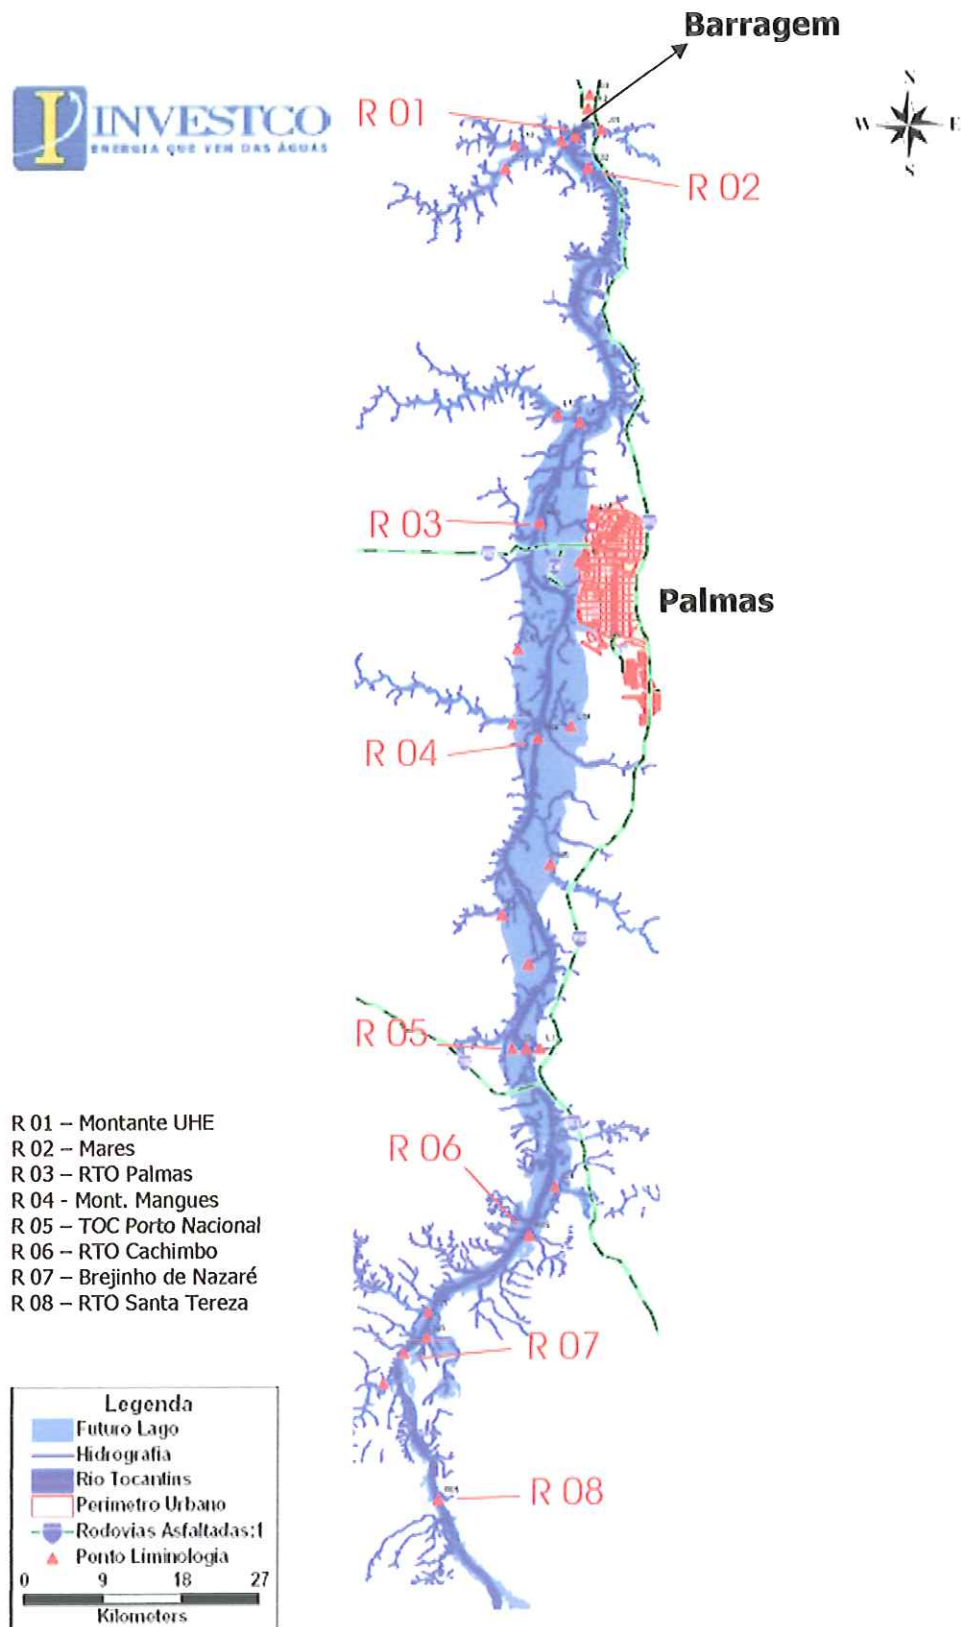 Barragem
INVESTCO
ENERGIA QUE VEM DAS ÁGUAS
N
W
E
S
R 01
R 02
R 03
Palmas
R 04
R 05
R 06
R 07
R 08
R 01 – Montante UHE
R 02 – Mares
R 03 – RTO Palmas
R 04 - Mont. Mangues
R 05 – TOC Porto Nacional
R 06 – RTO Cachimbo
R 07 – Brejinho de Nazaré
R 08 – RTO Santa Tereza
Legenda
Futuro Lago
Hidrografia
Rio Tocantins
Perimetro Urbano
Rodovias Asfaltadas:1
Ponto Liminologia
0 9 18 27
Kilometers